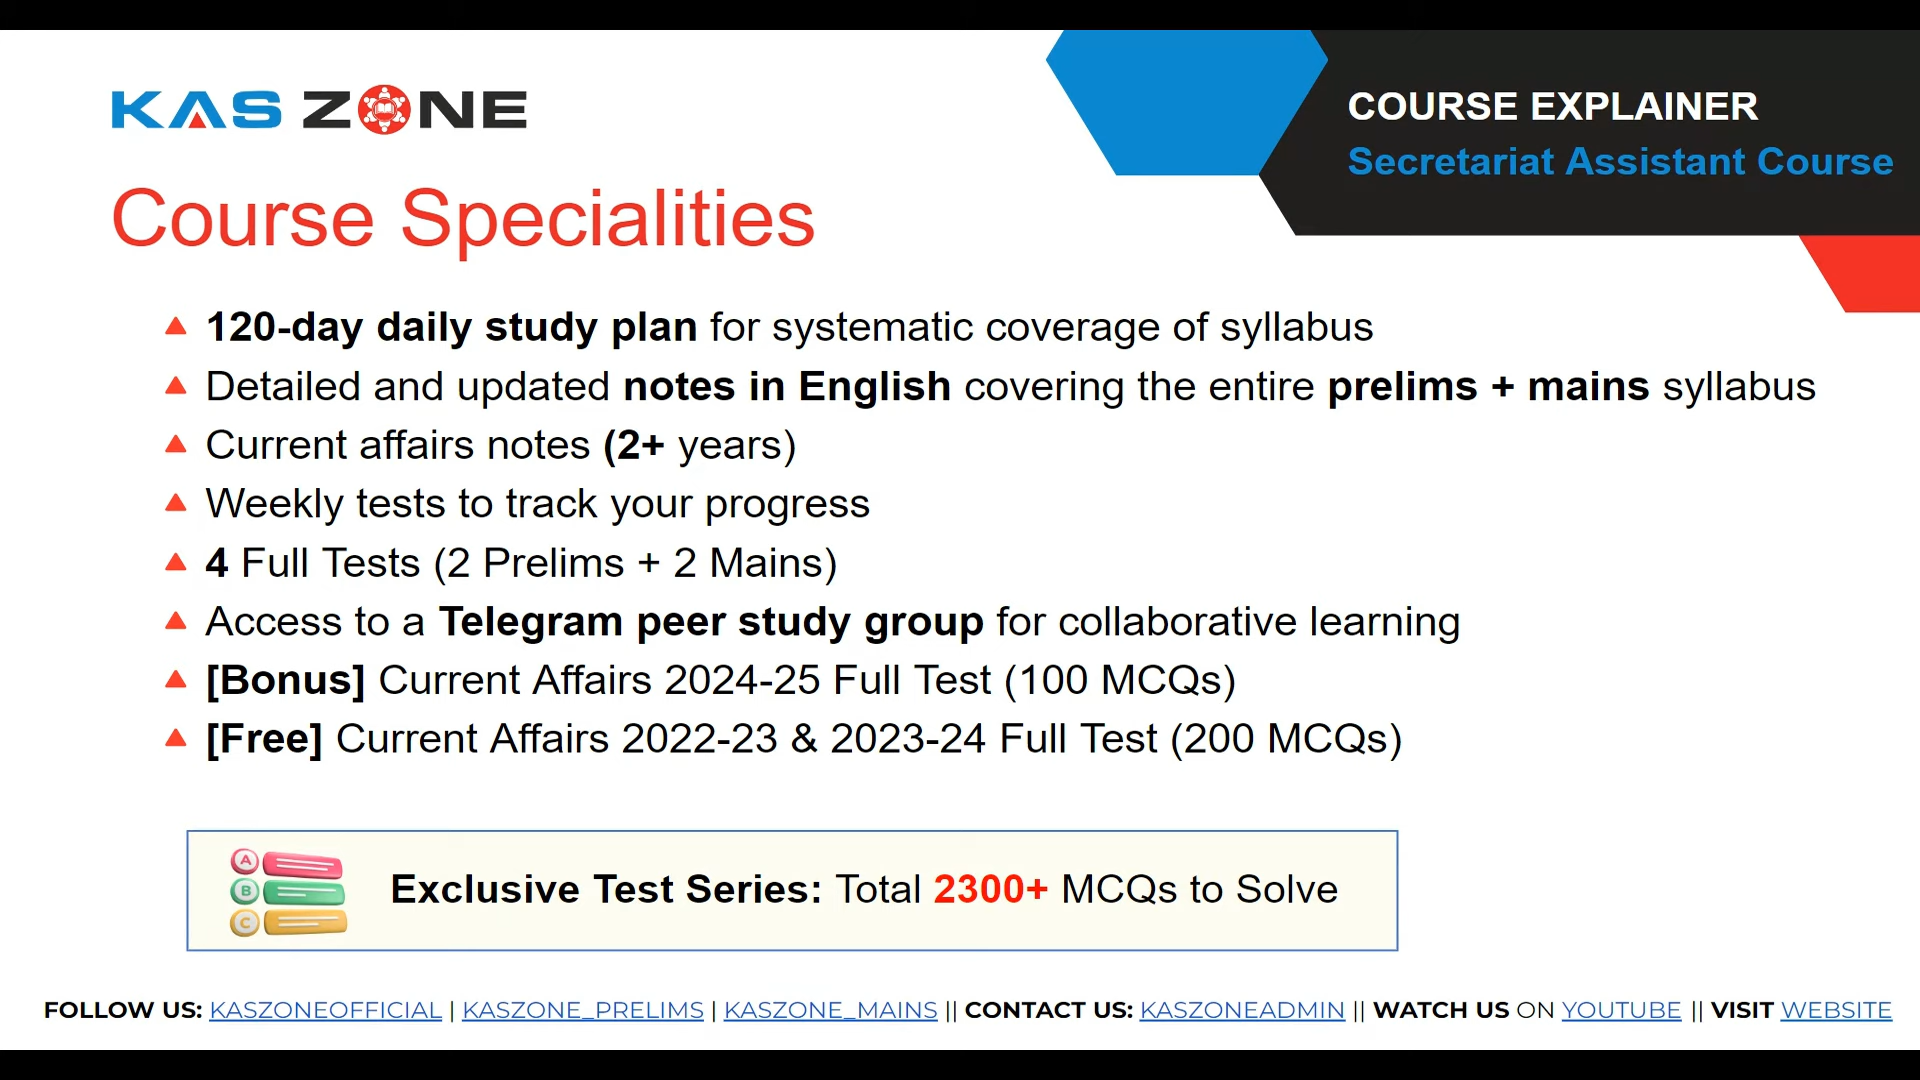 KAS ZONE
COURSE EXPLAINER
Secretariat Assistant Course
Course Specialities
120-day daily study plan for systematic coverage of syllabus
Detailed and updated notes in English covering the entire prelims + mains syllabus
Current affairs notes (2+ years)
Weekly tests to track your progress
4 Full Tests (2 Prelims + 2 Mains)
Access to a Telegram peer study group for collaborative learning
[Bonus] Current Affairs 2024-25 Full Test (100 MCQs)
[Free] Current Affairs 2022-23 & 2023-24 Full Test (200 MCQs)
A
B
C
Exclusive Test Series: Total 2300+ MCQs to Solve
FOLLOW US: KASZONEOFFICIAL | KASZONE_PRELIMS | KASZONE_MAINS || CONTACT US: KASZONEADMIN || WATCH US ON YOUTUBE || VISIT WEBSITE